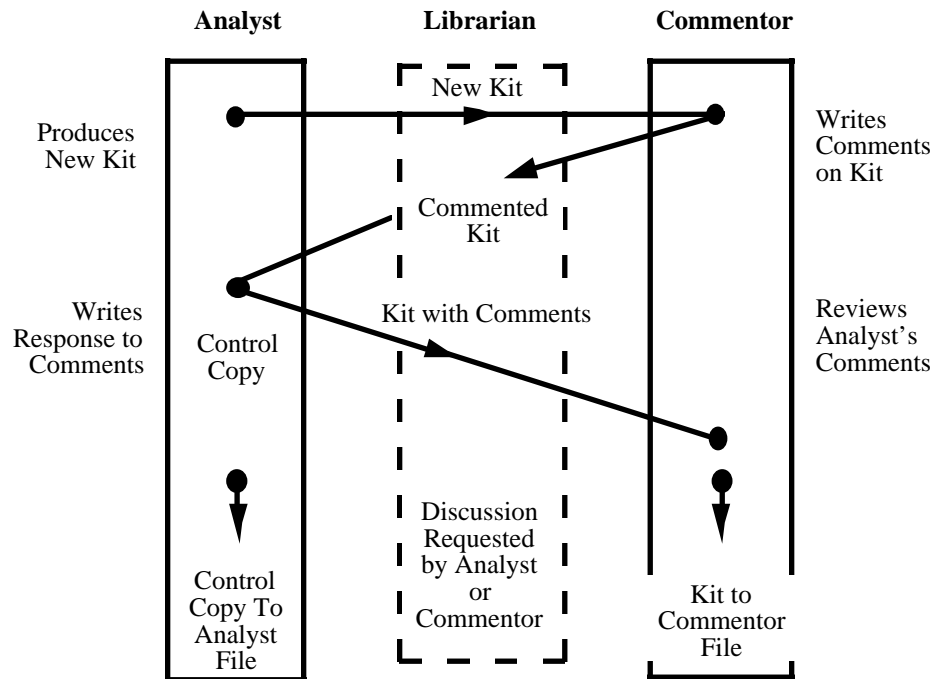 Analyst
Librarian
Commentor
New Kit
Produces
New Kit
Writes
Comments
on Kit
Commented
Kit
Writes
Response to
Comments
Control
Copy
Kit with Comments
Reviews
Analyst’s
Comments
Control
Copy To
Analyst
File
Discussion
Requested
by Analyst
or
Commentor
Kit to
Commentor
File